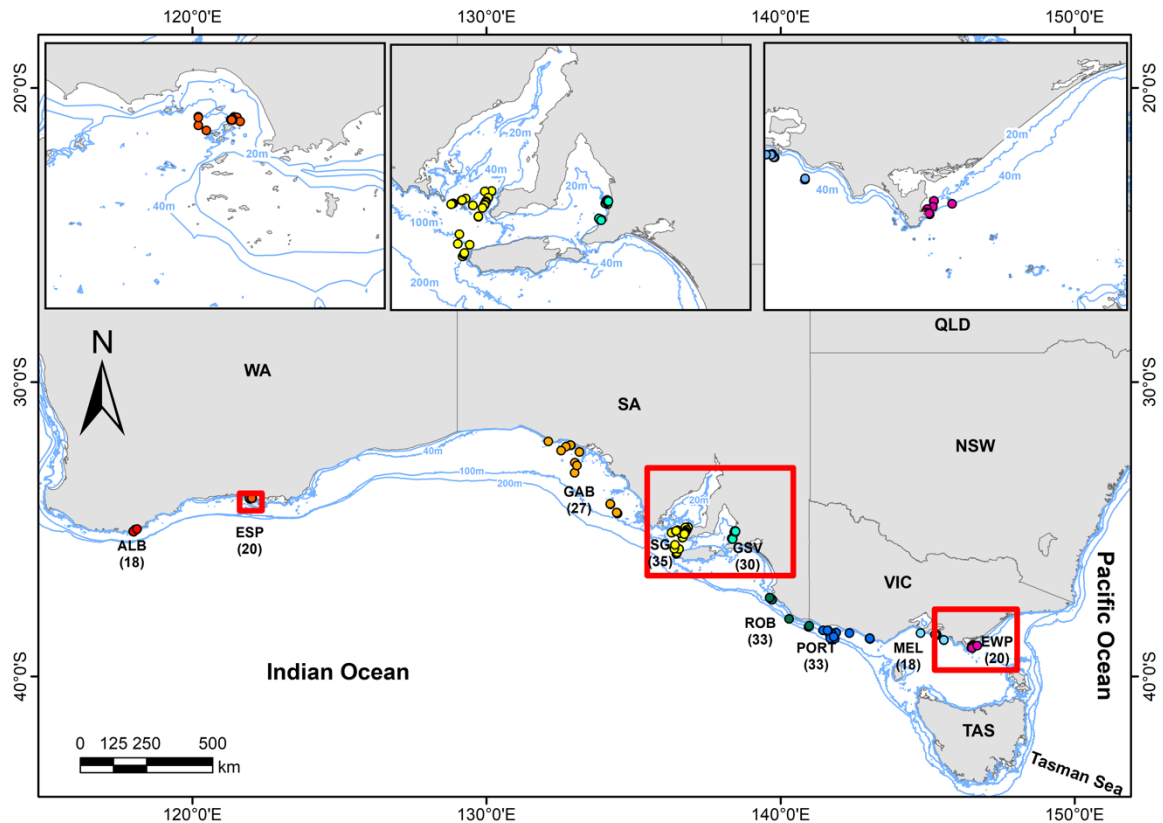 120°0'E 130°0'E 140°0'E 150°0'E
20°0'S
20°0'S
20m
40m
20m
40m
20m
100m
40m
200m
20m
40m
40m
QLD
N
WA
30°0'S
30°0'S
SA
NSW
40m
100m
200m
20m
GAB
(27)
ESP
(20)
ALB
(18)
SG
(35)
GSV
(30)
VIC
Pacific Ocean
ROB
(33)
PORT
(33)
MEL
(18)
EWP
(20)
Indian Ocean
40°0'S
40°0'S
TAS
0 125 250 500
km
Tasman Sea
120°0'E 130°0'E 140°0'E 150°0'E